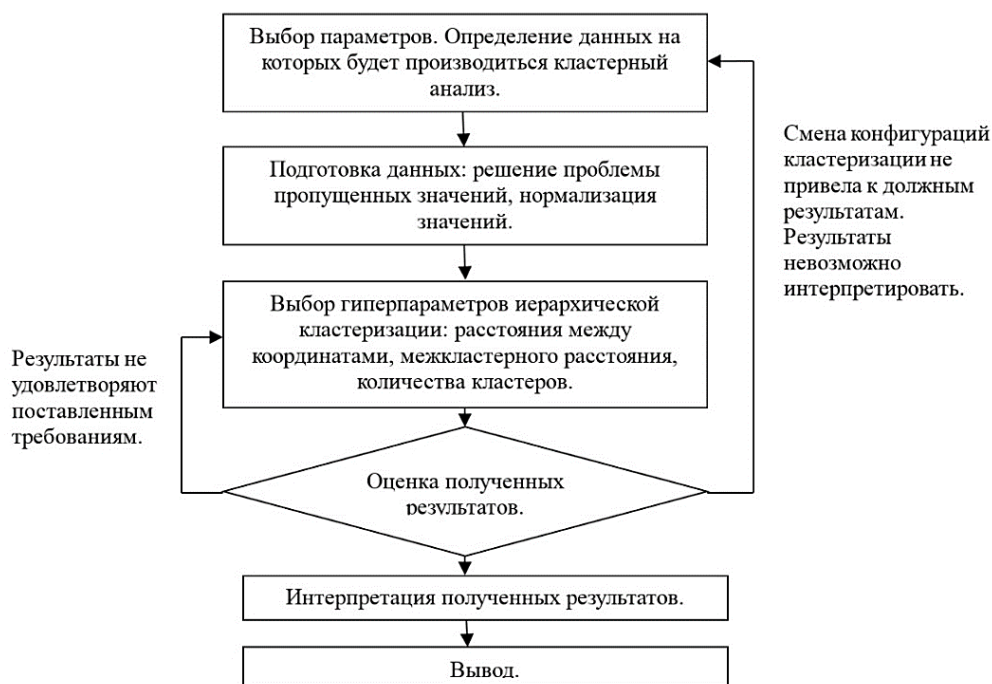 Выбор параметров. Определение данных на
которых будет производиться кластерный
анализ.
Смена конфигураций
кластеризации не
привела к должным
результатам.
Результаты
невозможно
интерпретировать.
Подготовка данных: решение проблемы
пропущенных значений, нормализация
значений.
Выбор гиперпараметров иерархической
кластеризации: расстояния между
координатами, межкластерного расстояния,
количества кластеров.
Результаты не
удовлетворяют
поставленным
требованиям.
Оценка полученных
результатов.
Интерпретация полученных результатов.
Вывод.